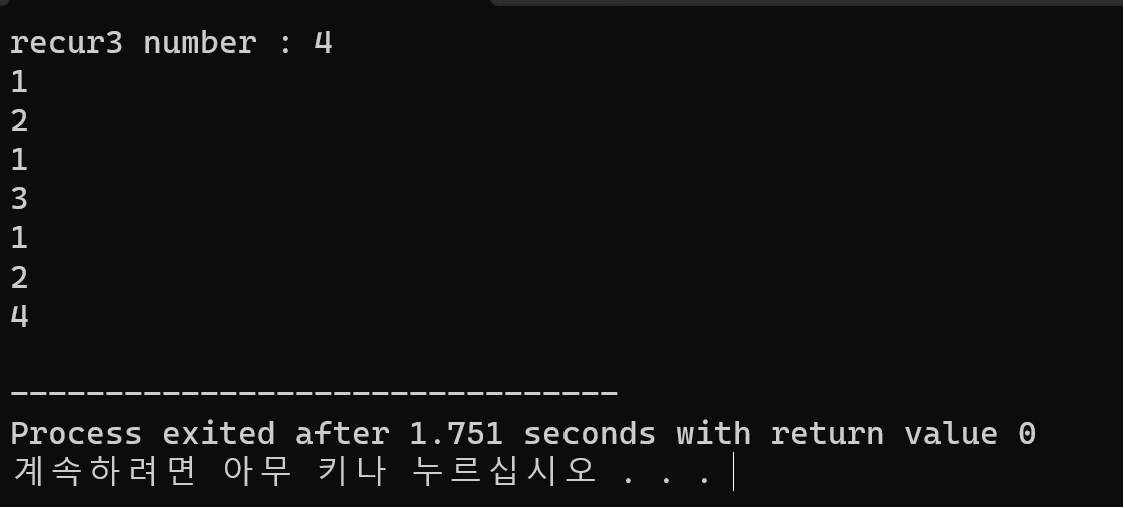 recur3 number : 4
1
2
1
3
1
2
4
--------------------------------
Process exited after 1.751 seconds with return value 0
계속하려면 아무 키나 누르십시오 . . .